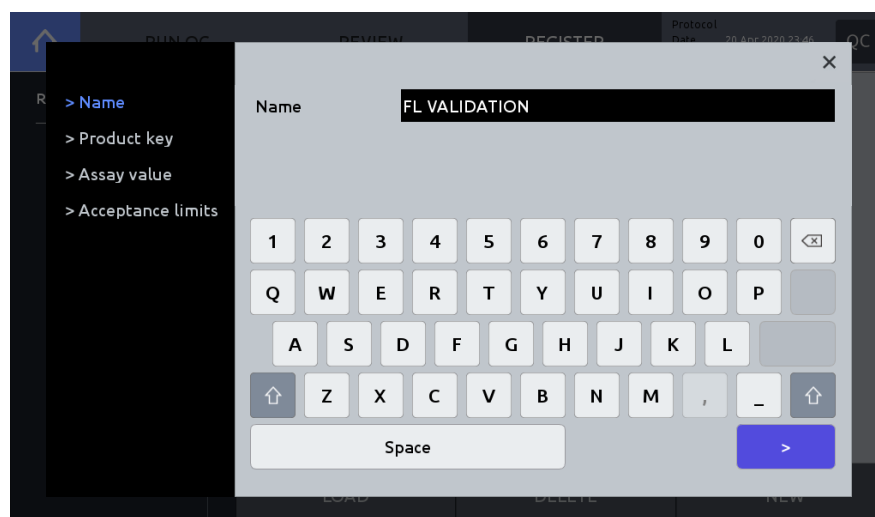 RUN QC REVIEW REGISTER
Protocol
Date 20 Apr 2020 23:46
QC
R
×
> Name
> Product key
> Assay value
> Acceptance limits
Name FL VALIDATION
1 2 3 4 5 6 7 8 9 0
Q W E R T Y U I O P
A S D F G H J K L
Z X C V B N M , _
Space >
LOAD DELETE NEW